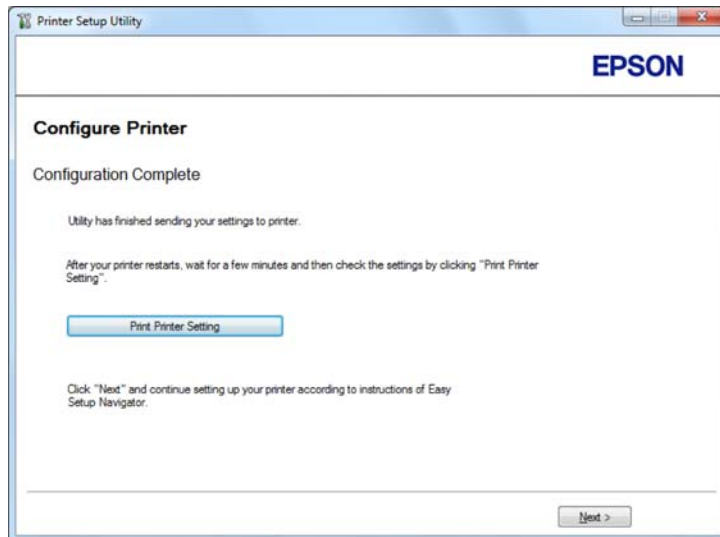 Printer Setup Utility
EPSON
Configure Printer
Configuration Complete
Utility has finished sending your settings to printer.
After your printer restarts, wait for a few minutes and then check the settings by clicking "Print Printer
Setting".
Print Printer Setting
Click "Next" and continue setting up your printer according to instructions of Easy
Setup Navigator.
Next >